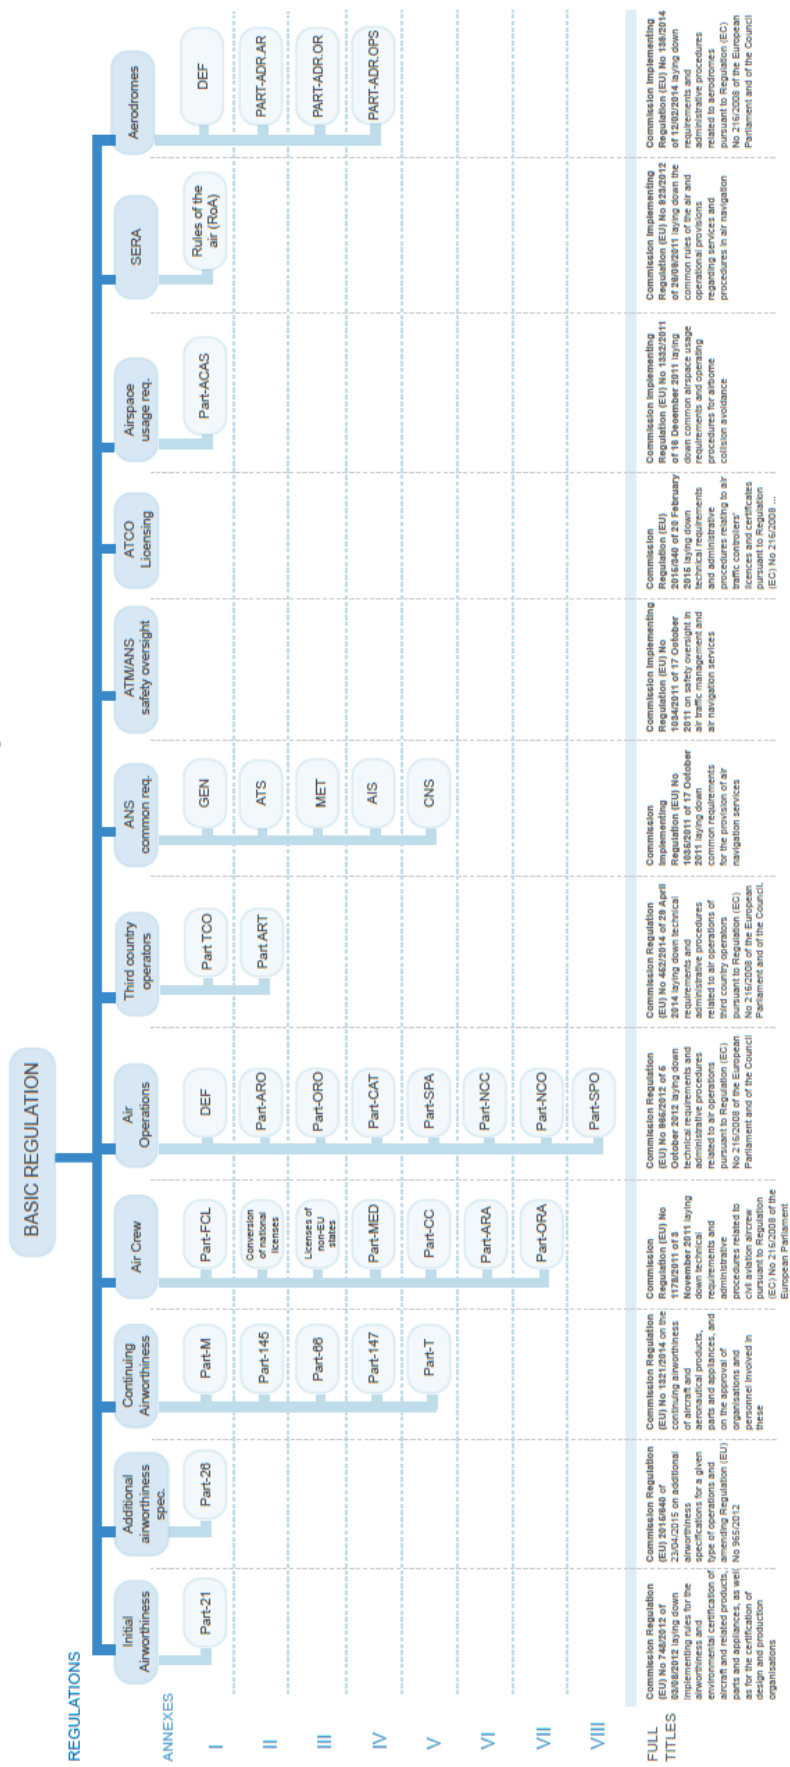 BASIC REGULATION
REGULATIONS
Initial
Airworthiness
Additional
airworthiness
spec.
Continuing
Airworthiness
Air Crew
Air
Operations
Third country
operators
ANS
common req.
ATM/ANS
safety oversight
ATCO
Licensing
Airspace
usage req.
SERA
Aerodromes
ANNEXES
I
Part-21
Part-26
Part-M
Part-FCL
DEF
Part TCO
GEN
Part-ACAS
Rules of the
air (RoA)
DEF
II
Part-145
Conversion
of national
licenses
Part-ARO
Part ART
ATS
PART-ADR.AR
III
Part-66
Licenses of
non-EU
states
Part-ORO
MET
PART-ADR.OR
IV
Part-147
Part-MED
Part-CAT
AIS
PART-ADR.OPS
V
Part-T
Part-CC
Part-SPA
CNS
VI
Part-ARA
Part-NCC
VII
Part-ORA
Part-NCO
VIII
Part-SPO
FULL
TITLES
Commission Regulation
(EU) No 748/2012 of
03/08/2012 laying down
implementing rules for the
airworthiness and
environmental certification of
aircraft and related products,
parts and appliances, as well
as for the certification of
design and production
organisations
Commission Regulation
(EU) 2015/640 of
23/04/2015 on additional
airworthiness
specifications for a given
type of operations and
amending Regulation (EU)
No 965/2012
Commission Regulation
(EU) No 1321/2014 on the
continuing airworthiness
of aircraft and
aeronautical products,
parts and appliances, and
on the approval of
organisations and
personnel involved in
these
Commission
Regulation (EU) No
1178/2011 of 3
November 2011 laying
down technical
requirements and
administrative
procedures related to
civil aviation aircrew
pursuant to Regulation
(EC) No 216/2008 of the
European Parliament
Commission Regulation
(EU) No 965/2012 of 5
October 2012 laying down
technical requirements and
administrative procedures
related to air operations
pursuant to Regulation (EC)
No 216/2008 of the European
Parliament and of the Council
Commission Regulation
(EU) No 452/2014 of 29 April
2014 laying down technical
requirements and
administrative procedures
related to air operations of
third country operators
pursuant to Regulation (EC)
No 216/2008 of the European
Parliament and of the Council.
Commission
Implementing
Regulation (EU) No
1035/2011 of 17 October
2011 laying down
common requirements
for the provision of air
navigation services
Commission Implementing
Regulation (EU) No
1034/2011 of 17 October
2011 on safety oversight in
air traffic management and
air navigation services
Commission
Regulation (EU)
2015/340 of 20 February
2015 laying down
technical requirements
and administrative
procedures relating to air
traffic controllers'
licences and certificates
pursuant to Regulation
(EC) No 216/2008 ...
Commission Implementing
Regulation (EU) No 1332/2011
of 16 December 2011 laying
down common airspace usage
requirements and operating
procedures for airborne
collision avoidance
Commission Implementing
Regulation (EU) No 923/2012
of 26/09/2011 laying down the
common rules of the air and
operational provisions
regarding services and
procedures in air navigation
Commission Implementing
Regulation (EU) No 139/2014
of 12/02/2014 laying down
requirements and
administrative procedures
related to aerodromes
pursuant to Regulation (EC)
No 216/2008 of the European
Parliament and of the Council